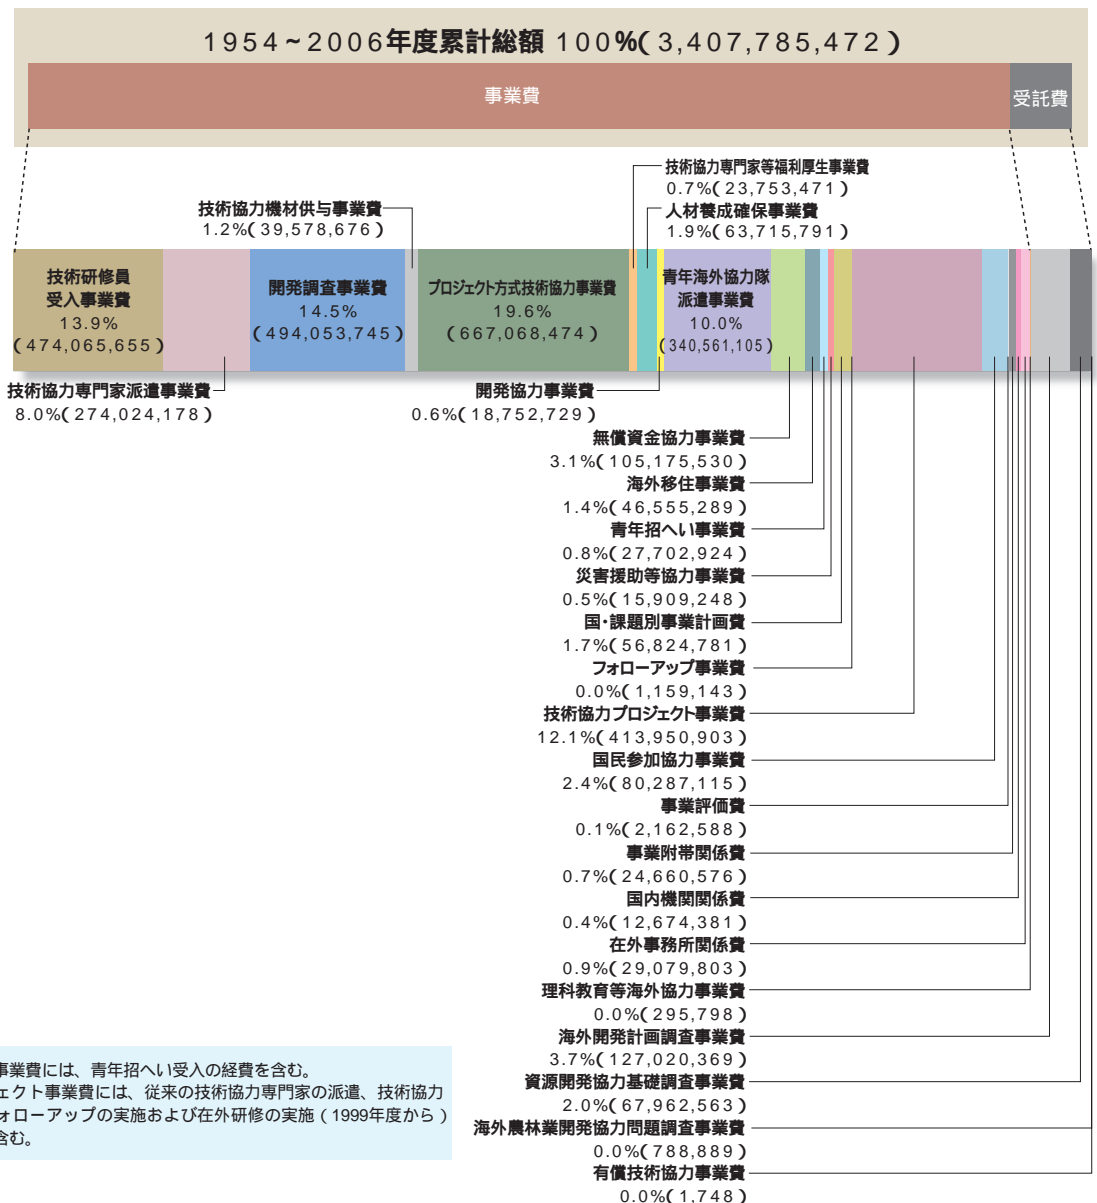 1954~2006年度累計総額 100%(3,407,785,472)
事業費
受託費
技術協力専門家等福利厚生事業費
0.7%(23,753,471)
技術協力機材供与事業費
1.2%(39,578,676)
人材養成確保事業費
1.9%(63,715,791)
技術研修員
受入事業費
13.9%
(474,065,655)
開発調査事業費
14.5%
(494,053,745)
プロジェクト方式技術協力事業費
19.6%
(667,068,474)
青年海外協力隊
派遣事業費
10.0%
(340,561,105)
技術協力専門家派遣事業費
8.0%(274,024,178)
開発協力事業費
0.6%(18,752,729)
無償資金協力事業費
3.1%(105,175,530)
海外移住事業費
1.4%(46,555,289)
青年招へい事業費
0.8%(27,702,924)
災害援助等協力事業費
0.5%(15,909,248)
国・課題別事業計画費
1.7%(56,824,781)
フォローアップ事業費
0.0%(1,159,143)
技術協力プロジェクト事業費
12.1%(413,950,903)
国民参加協力事業費
2.4%(80,287,115)
事業評価費
0.1%(2,162,588)
事業附帯関係費
0.7%(24,660,576)
国内機関関係費
0.4%(12,674,381)
在外事務所関係費
0.9%(29,079,803)
理科教育等海外協力事業費
0.0%(295,798)
海外開発計画調査事業費
3.7%(127,020,369)
資源開発協力基礎調査事業費
2.0%(67,962,563)
海外農林業開発協力問題調査事業費
0.0%(788,889)
有償技術協力事業費
0.0%(1,748)
事業費には、青年招へい受入の経費を含む。
ェクト事業費には、従来の技術協力専門家の派遣、技術協力
ォローアップの実施および在外研修の実施(1999年度から)
含む。